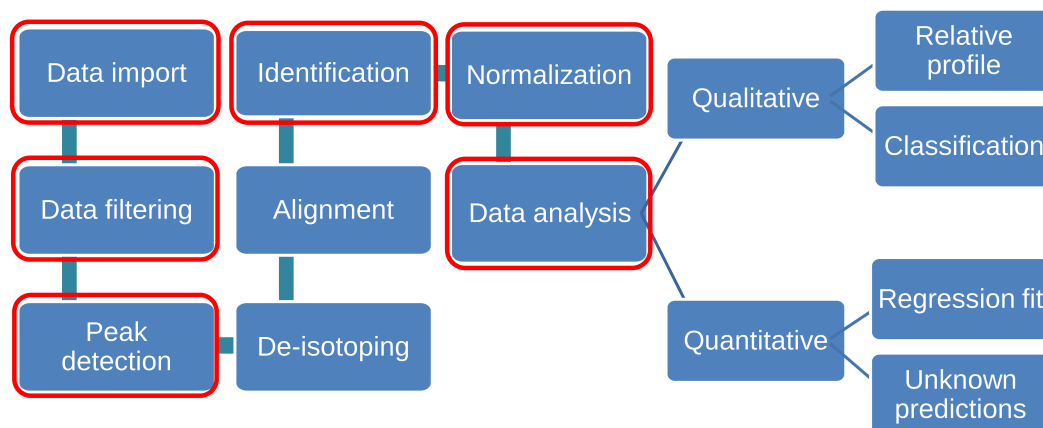 Data import
Data filtering
Peak
detection
De-isotoping
Alignment
Identification
Normalization
Data analysis
Qualitative
Relative
profile
Classification
Quantitative
Regression fit
Unknown
predictions